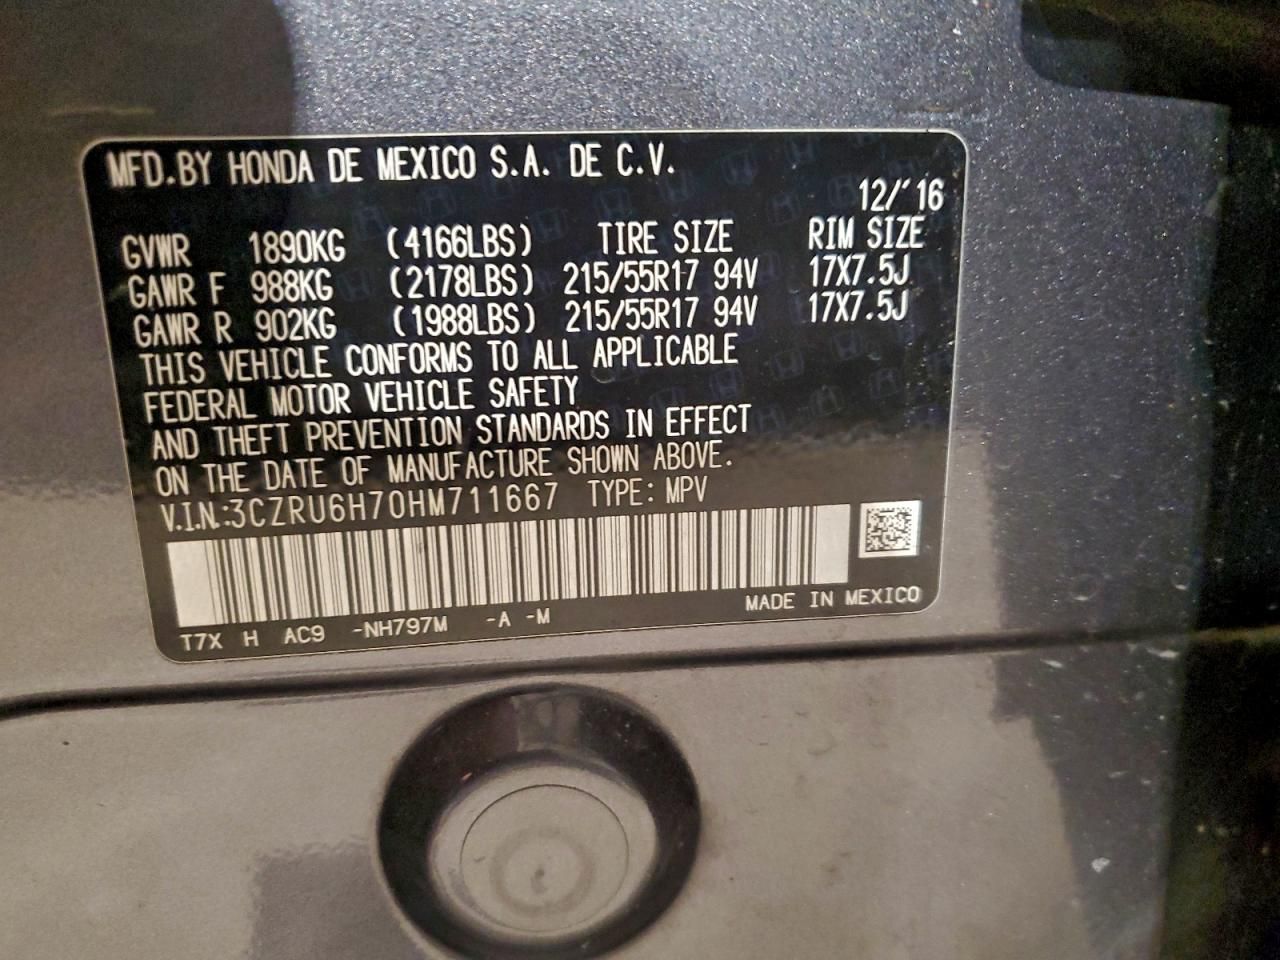 MFD.BY HONDA DE MEXICO S.A. DE C.V.
12/'16
GVWR 1890KG (4166LBS) TIRE SIZE RIM SIZE
GAWR F 988KG (2178LBS) 215/55R17 94V 17X7.5J
GAWR R 902KG (1988LBS) 215/55R17 94V 17X7.5J
THIS VEHICLE CONFORMS TO ALL APPLICABLE
FEDERAL MOTOR VEHICLE SAFETY
AND THEFT PREVENTION STANDARDS IN EFFECT
ON THE DATE OF MANUFACTURE SHOWN ABOVE.
V.I.N.:3CZRU6H70HM711667 TYPE: MPV
MADE IN MEXICO
T7X H AC9 -NH797M -A -M